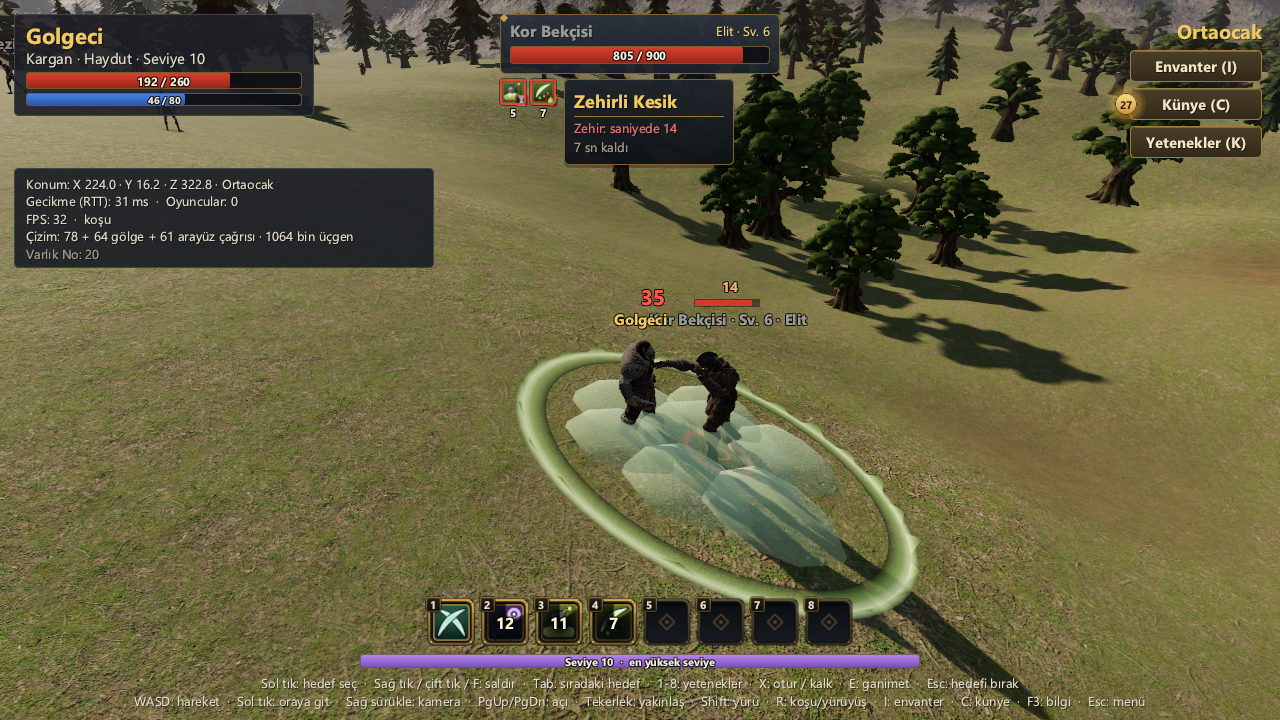 Golgeci
Kargan · Haydut · Seviye 10
192 / 260
46 / 80
Kor Bekçisi
Elit · Sv. 6
805 / 900
5
7
Zehirli Kesik
Zehir: saniyede 14
7 sn kaldı
Ortaocak
Envanter (I)
27
Künye (C)
Yetenekler (K)
Konum: X 224.0 · Y 16.2 · Z 322.8 · Ortaocak
Gecikme (RTT): 31 ms · Oyuncular: 0
FPS: 32 · koşu
Çizim: 78 + 64 gölge + 61 arayüz çağrısı · 1064 bin üçgen
Varlık No: 20
35
14
Golgeci
Bekçisi · Sv. 6 · Elit
1
2
3
4
5
6
7
8
12
11
7
Seviye 10 · en yüksek seviye
Sol tık: hedef seç · Sağ tık / çift tık / F: saldır · Tab: sıradaki hedef · 1-8: yetenekler · X: otur / kalk · E: ganimet · Esc: hedefi bırak
WASD: hareket · Sol tık: oraya git · Sağ sürükle: kamera · PgUp/PgDn: açı · Tekerlek: yakınlaş · Shift: yürü · R: koşu/yürüyüş · I: envanter · C: künye · F3: bilgi · Esc: menü